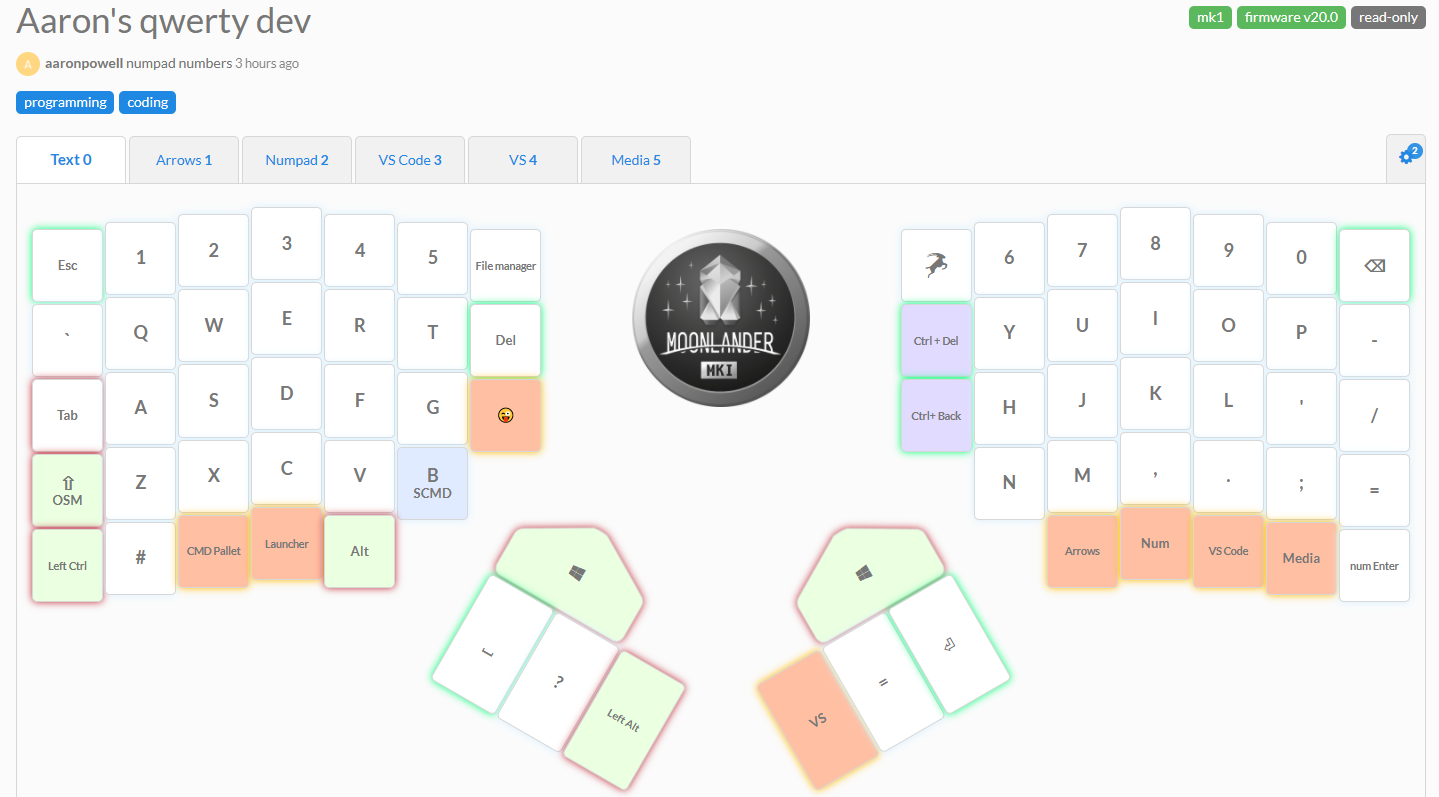 Aaron's qwerty dev
mk1 firmware v20.0 read-only
A aaronpowell numpad numbers 3 hours ago
programming coding
Text 0 Arrows 1 Numpad 2 VS Code 3 VS 4 Media 5 2
Esc 1 2 3 4 5 File manager 6 7 8 9 0 ⌫
` Q W E R T Del Ctrl + Del Y U I O P -
MOONLANDER
MKI
Tab A S D F G 😜 Ctrl+ Back H J K L ' /
⇧ OSM Z X C V B N M , . ; =
SCMD
Left Ctrl # CMD Pallet Launcher Alt Arrows Num VS Code Media num Enter
[ ? Left Alt VS =